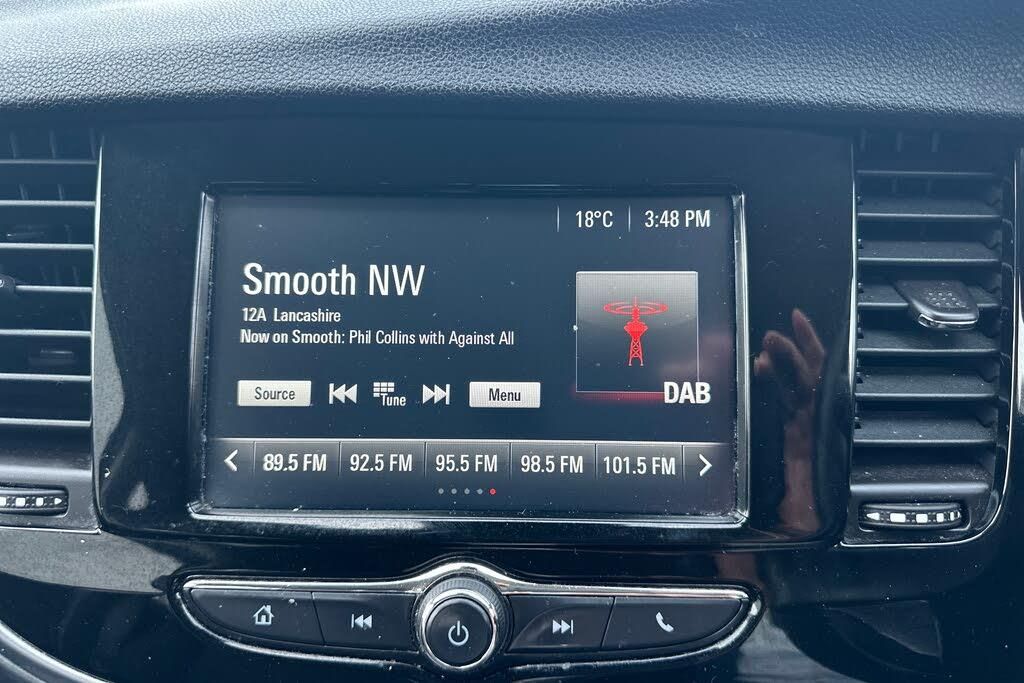 18°C 3:48 PM
Smooth NW
12A Lancashire
Now on Smooth: Phil Collins with Against All
DAB
Source Tune Menu
89.5 FM 92.5 FM 95.5 FM 98.5 FM 101.5 FM